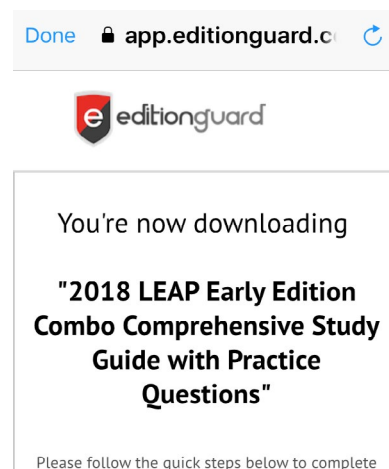 Done app.editionguard.c
e editionguard
You're now downloading
"2018 LEAP Early Edition
Combo Comprehensive Study
Guide with Practice
Questions"
Please follow the quick steps below to complete